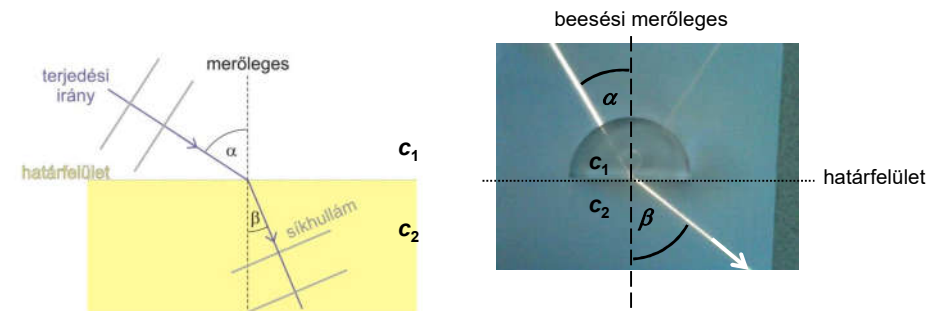 merőleges
terjedési
irány
α
c₁
határfelület
β
síkhullám
c₂
beesési merőleges
α
c₁
határfelület
c₂
β